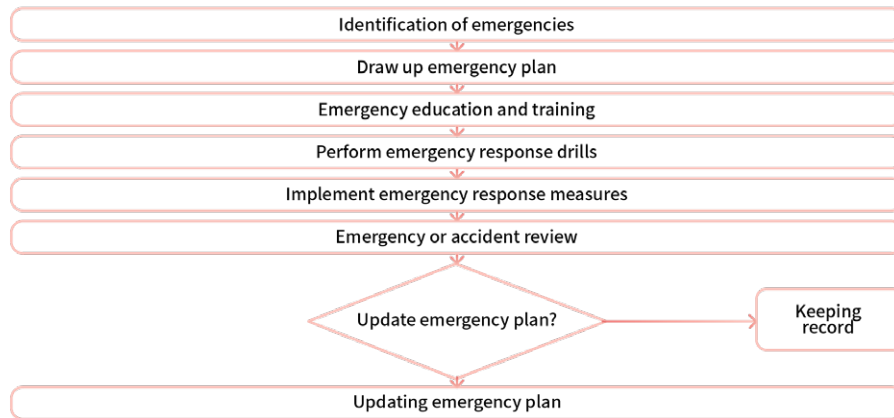 Identification of emergencies
Draw up emergency plan
Emergency education and training
Perform emergency response drills
Implement emergency response measures
Emergency or accident review
Update emergency plan?
Keeping
record
Updating emergency plan